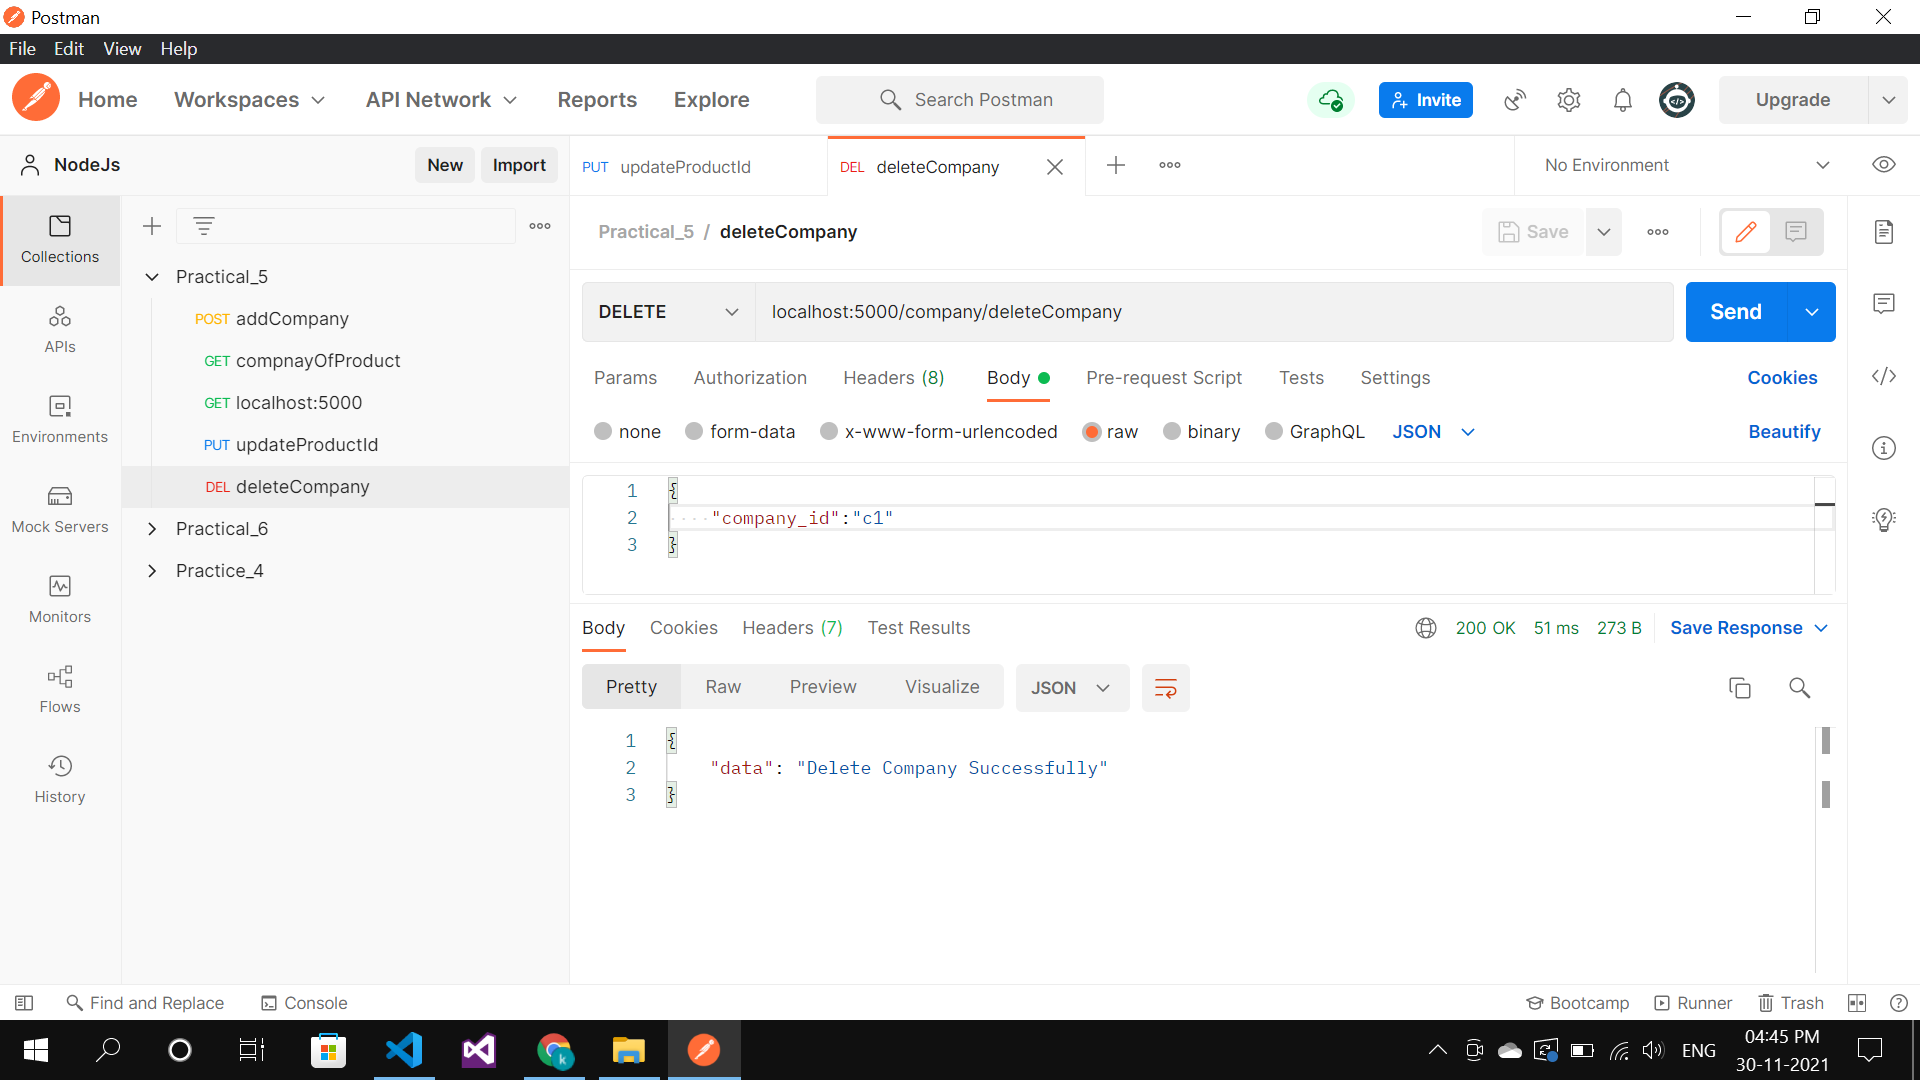 Postman
File Edit View Help
Home Workspaces API Network Reports Explore Search Postman Invite Upgrade
NodeJs New Import PUT updateProductId DEL deleteCompany No Environment
Collections
APIs
Environments
Mock Servers
Monitors
Flows
History
Practical_5
POST addCompany
GET compnayOfProduct
GET localhost:5000
PUT updateProductId
DEL deleteCompany
Practical_6
Practice_4
Practical_5 / deleteCompany Save
DELETE localhost:5000/company/deleteCompany Send
Params Authorization Headers (8) Body Pre-request Script Tests Settings Cookies
none form-data x-www-form-urlencoded raw binary GraphQL JSON Beautify
1 {
2 "company_id":"c1"
3 }
Body Cookies Headers (7) Test Results 200 OK 51 ms 273 B Save Response
Pretty Raw Preview Visualize JSON
1 {
2 "data": "Delete Company Successfully"
3 }
Find and Replace Console Bootcamp Runner Trash
k
ENG 04:45 PM
30-11-2021